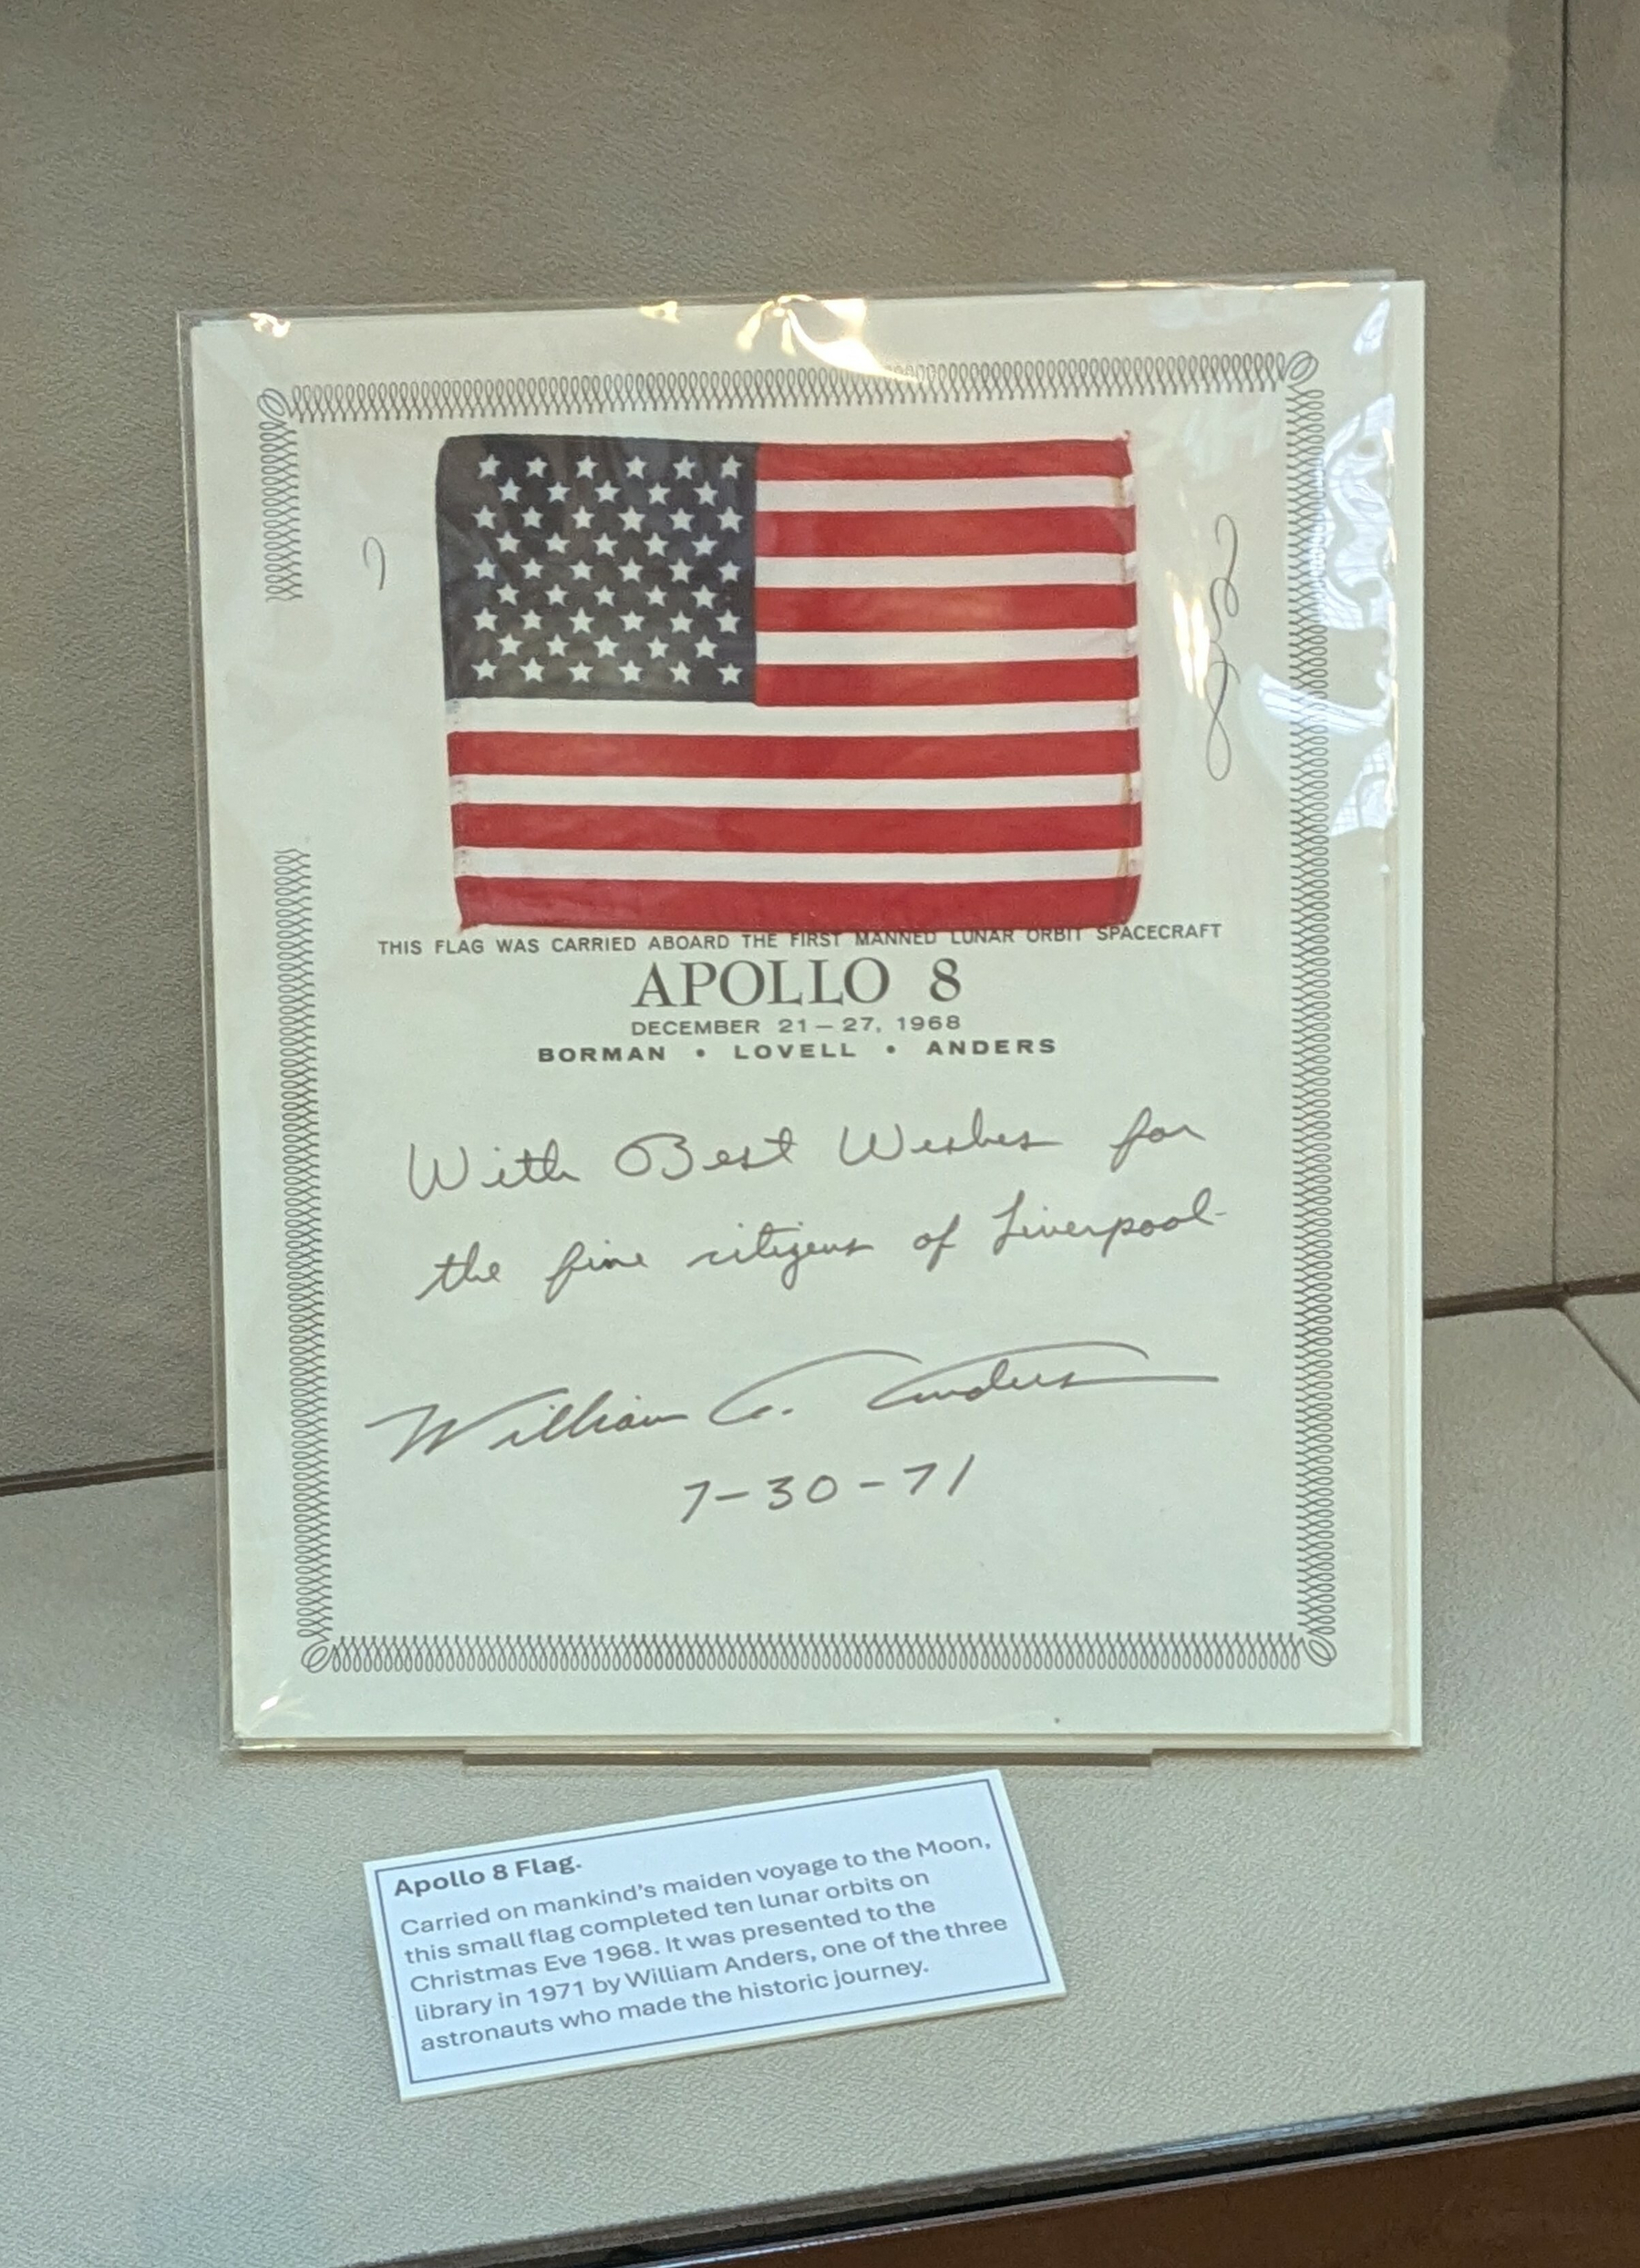 THIS FLAG WAS CARRIED ABOARD THE FIRST MANNED LUNAR ORBIT SPACECRAFT
APOLLO 8
DECEMBER 21–27, 1968
BORMAN • LOVELL • ANDERS
With Best Wishes for
the fine citizens of Liverpool-
William A. Anders
7-30-71
Apollo 8 Flag.
Carried on mankind's maiden voyage to the Moon,
this small flag completed ten lunar orbits on
Christmas Eve 1968. It was presented to the
library in 1971 by William Anders, one of the three
astronauts who made the historic journey.